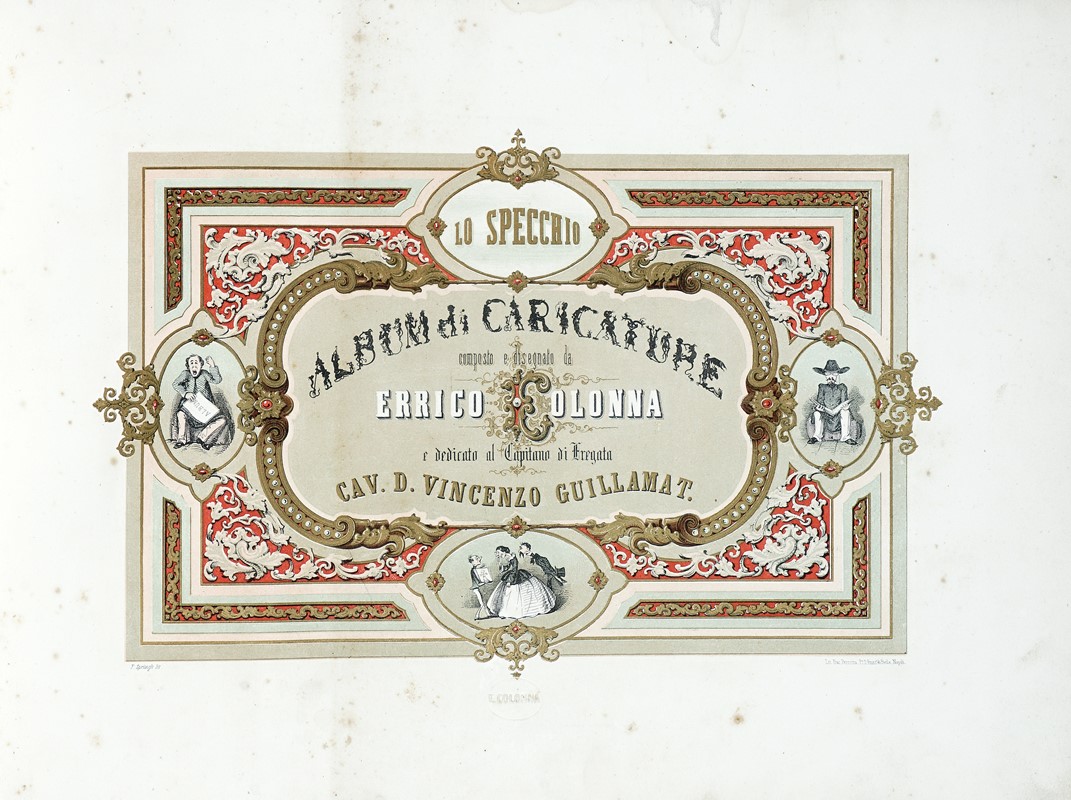 LO SPECCHIO
ALBUM di CARICATURE
composto e disegnato da
ERRICO COLONNA
e dedicato al Capitano di Fregata
CAV. D. VINCENZO GUILLAMAT.
E. COLONNA